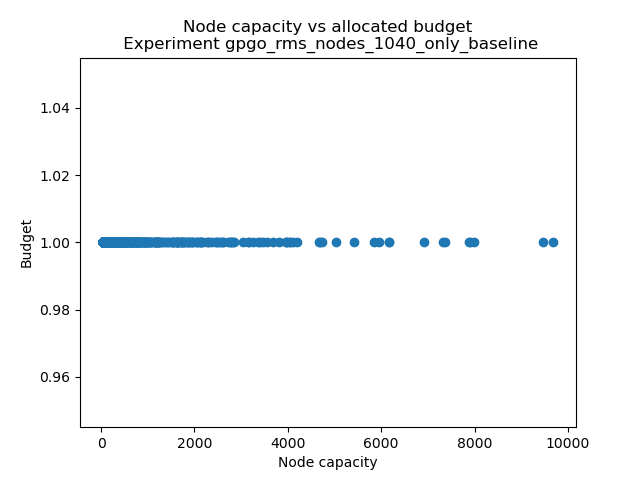 Node capacity vs allocated budget
Experiment gpgo_rms_nodes_1040_only_baseline
Budget
1.04
1.02
1.00
0.98
0.96
0
2000
4000
6000
8000
10000
Node capacity